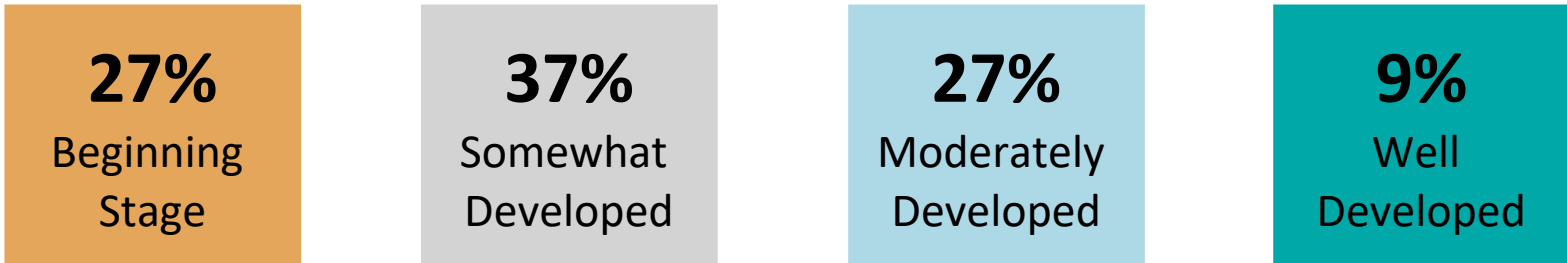 27%
Beginning
Stage
37%
Somewhat
Developed
27%
Moderately
Developed
9%
Well
Developed